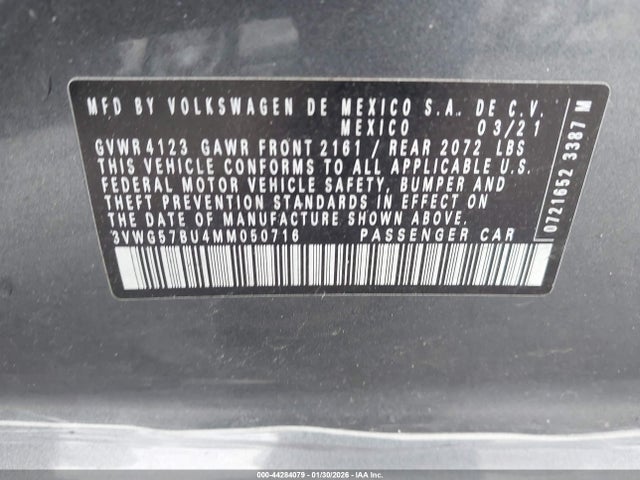 MFD BY VOLKSWAGEN DE MEXICO S.A. DE C.V.
MEXICO 03/21
GVWR 4123 GAWR FRONT 2161 / REAR 2072 LBS
THIS VEHICLE CONFORMS TO ALL APPLICABLE U.S.
FEDERAL MOTOR VEHICLE SAFETY, BUMPER AND
THEFT PREVENTION STANDARDS IN EFFECT ON THE
DATE OF MANUFACTURE SHOWN ABOVE.
3VWG57BU4MM050716 PASSENGER CAR
0721652 3387 M
000-44284079 - 01/30/2026 - IAA Inc.